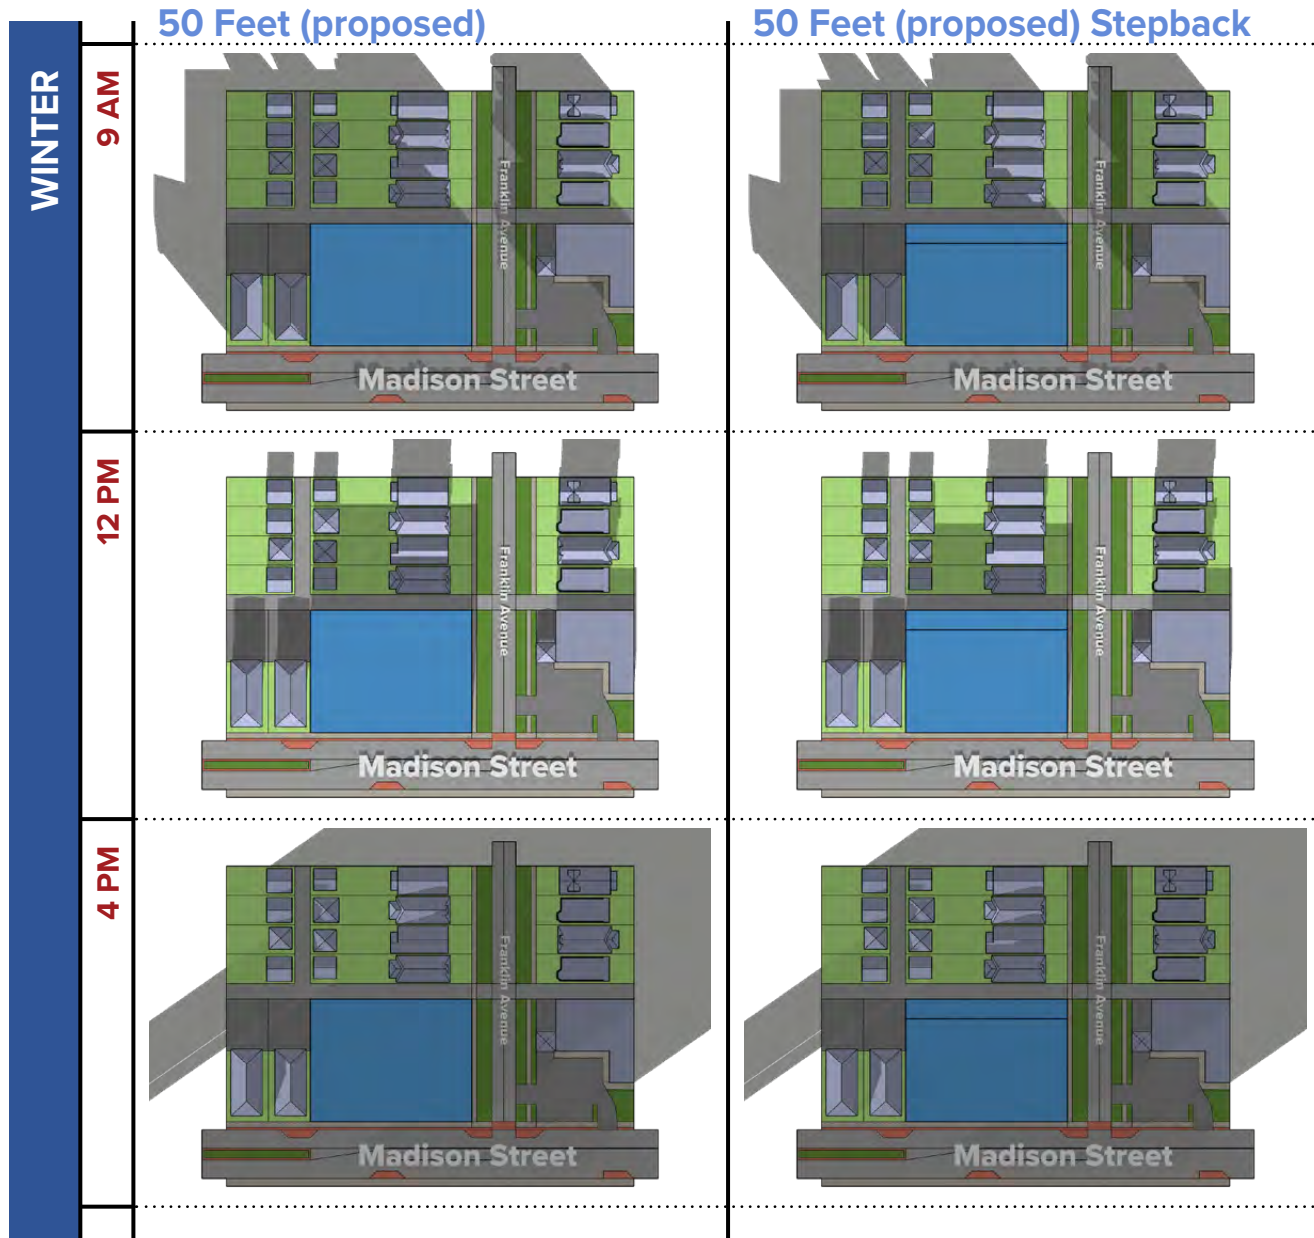 50 Feet (proposed)
50 Feet (proposed) Stepback
WINTER
9 AM
Franklin Avenue
Madison Street
Franklin Avenue
Madison Street
12 PM
Franklin Avenue
Madison Street
Franklin Avenue
Madison Street
4 PM
Franklin Avenue
Madison Street
Franklin Avenue
Madison Street